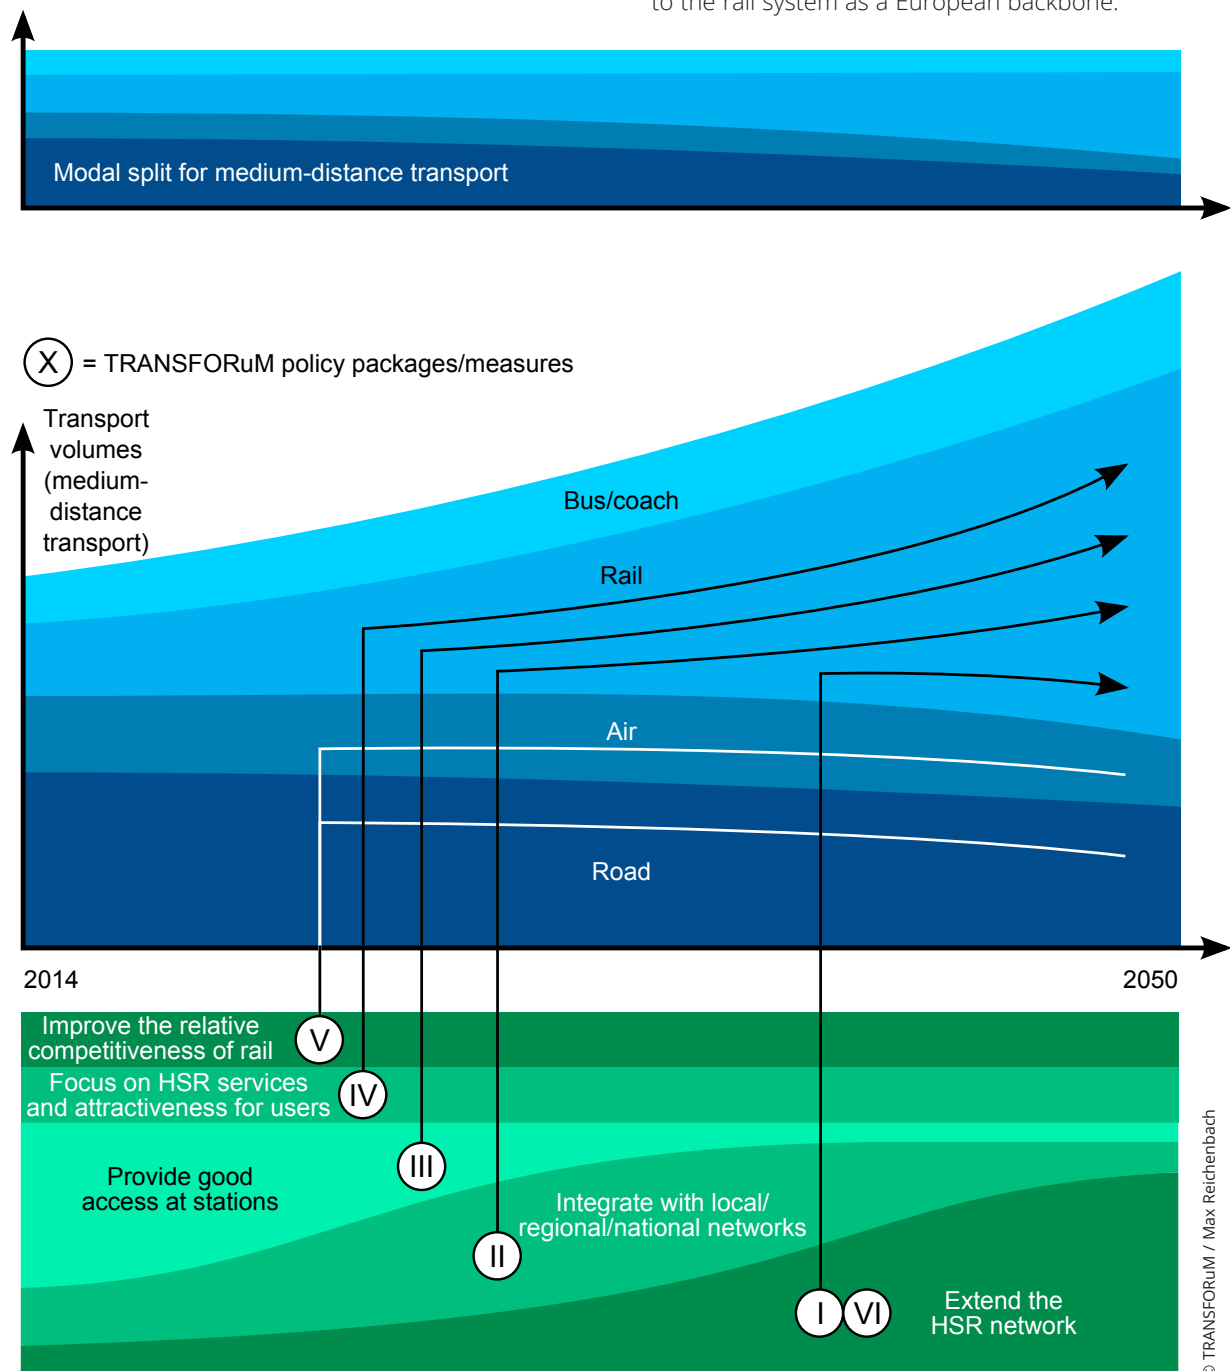 to the rail system as a European backbone.
Modal split for medium-distance transport
X = TRANSFORuM policy packages/measures
Transport
volumes
(medium-
distance
transport)
Bus/coach
Rail
Air
Road
2014
2050
Improve the relative
competitiveness of rail
V
Focus on HSR services
and attractiveness for users
IV
Provide good
access at stations
III
Integrate with local/
regional/national networks
II
I
VI
Extend the
HSR network
© TRANSFORuM / Max Reichenbach